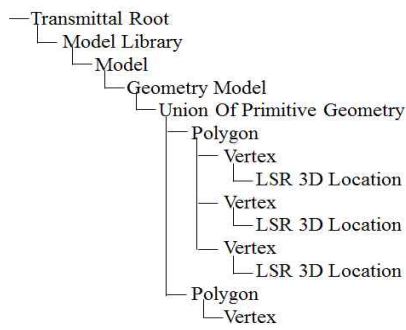 Transmittal Root
Model Library
Model
Geometry Model
Union Of Primitive Geometry
Polygon
Vertex
LSR 3D Location
Vertex
LSR 3D Location
Vertex
LSR 3D Location
Polygon
Vertex